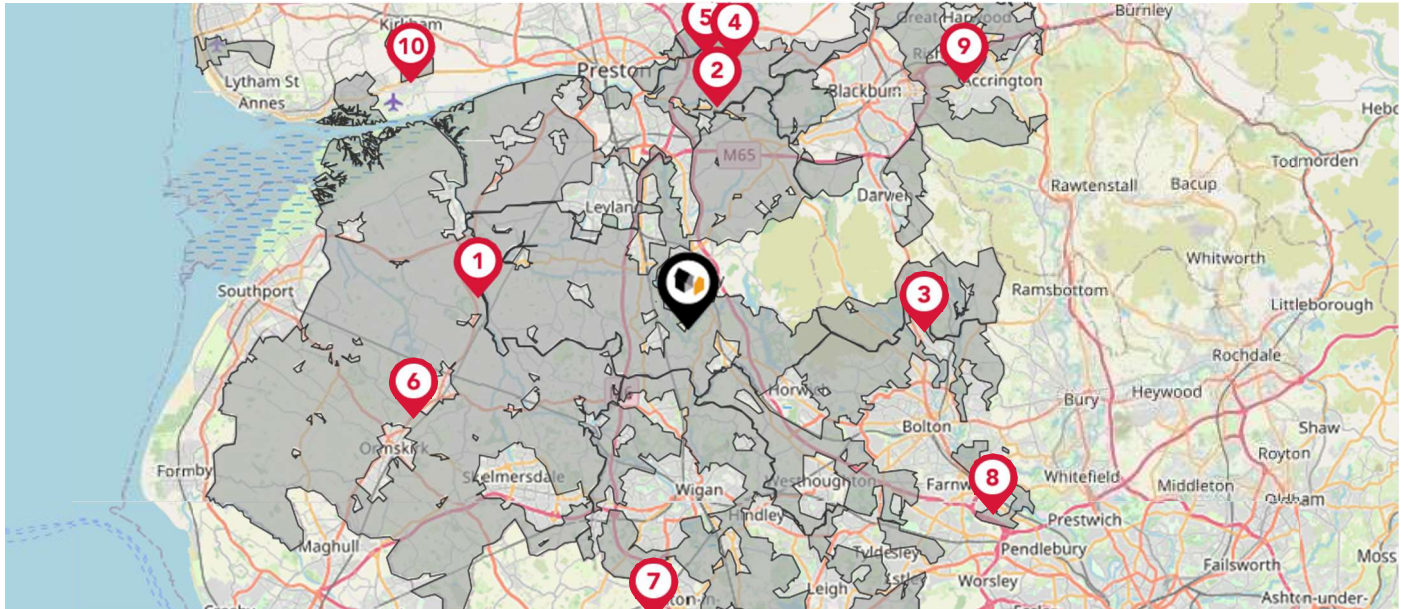 Kirkham
10
5
4
Great Harwood
9
Burnley
Lytham St
Annes
Preston
2
Blackburn
Accrington
M65
Todmorden
Rawtenstall
Bacup
Leyland
Darwen
1
Southport
3
Whitworth
Ramsbottom
Littleborough
Rochdale
6
Horwich
Bury
Heywood
Ormskirk
Bolton
Shaw
Royton
Formby
Skelmersdale
Wigan
Westhoughton
Farnw
8
Whitefield
Middleton
Oldham
Hindley
Prestwich
Maghull
Tyldesley
Pendlebury
Failsworth
Moss
7
Leigh
Worsley
Ashton-under-